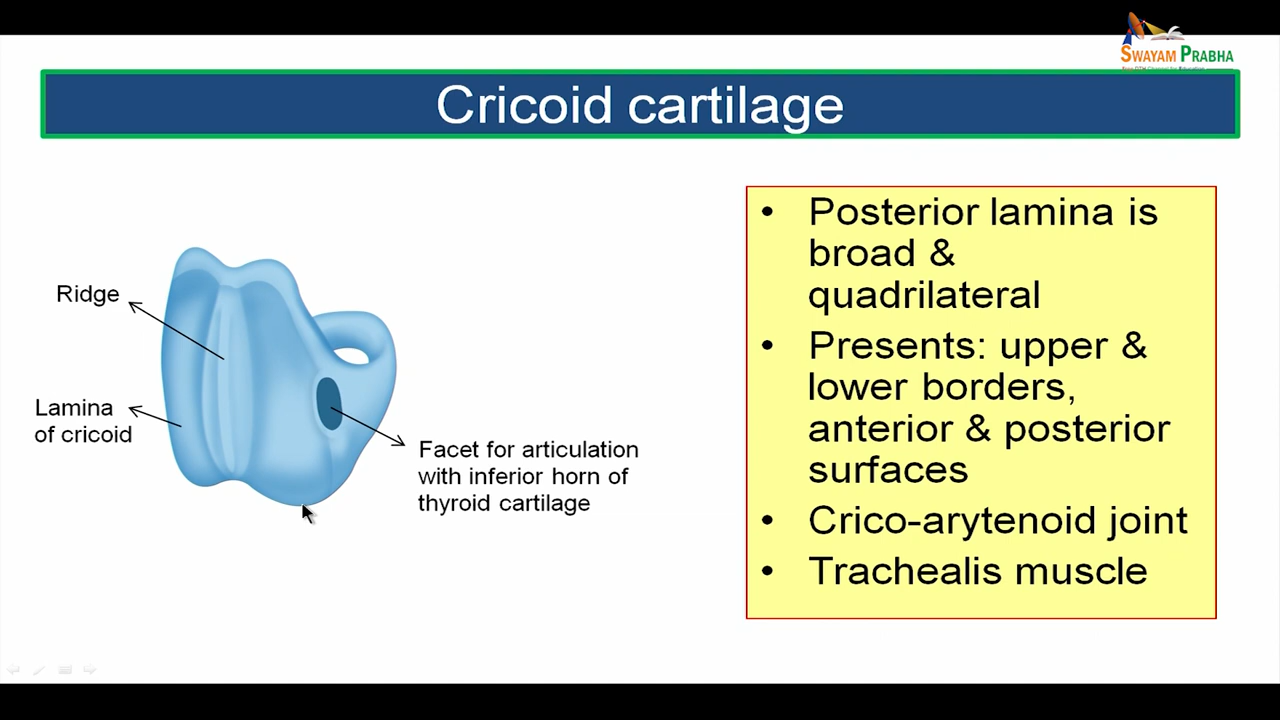 SWAYAM PRABHA
Cricoid cartilage
Ridge
Lamina
of cricoid
Facet for articulation
with inferior horn of
thyroid cartilage
• Posterior lamina is
broad &
quadrilateral
• Presents: upper &
lower borders,
anterior & posterior
surfaces
• Crico-arytenoid joint
• Trachealis muscle